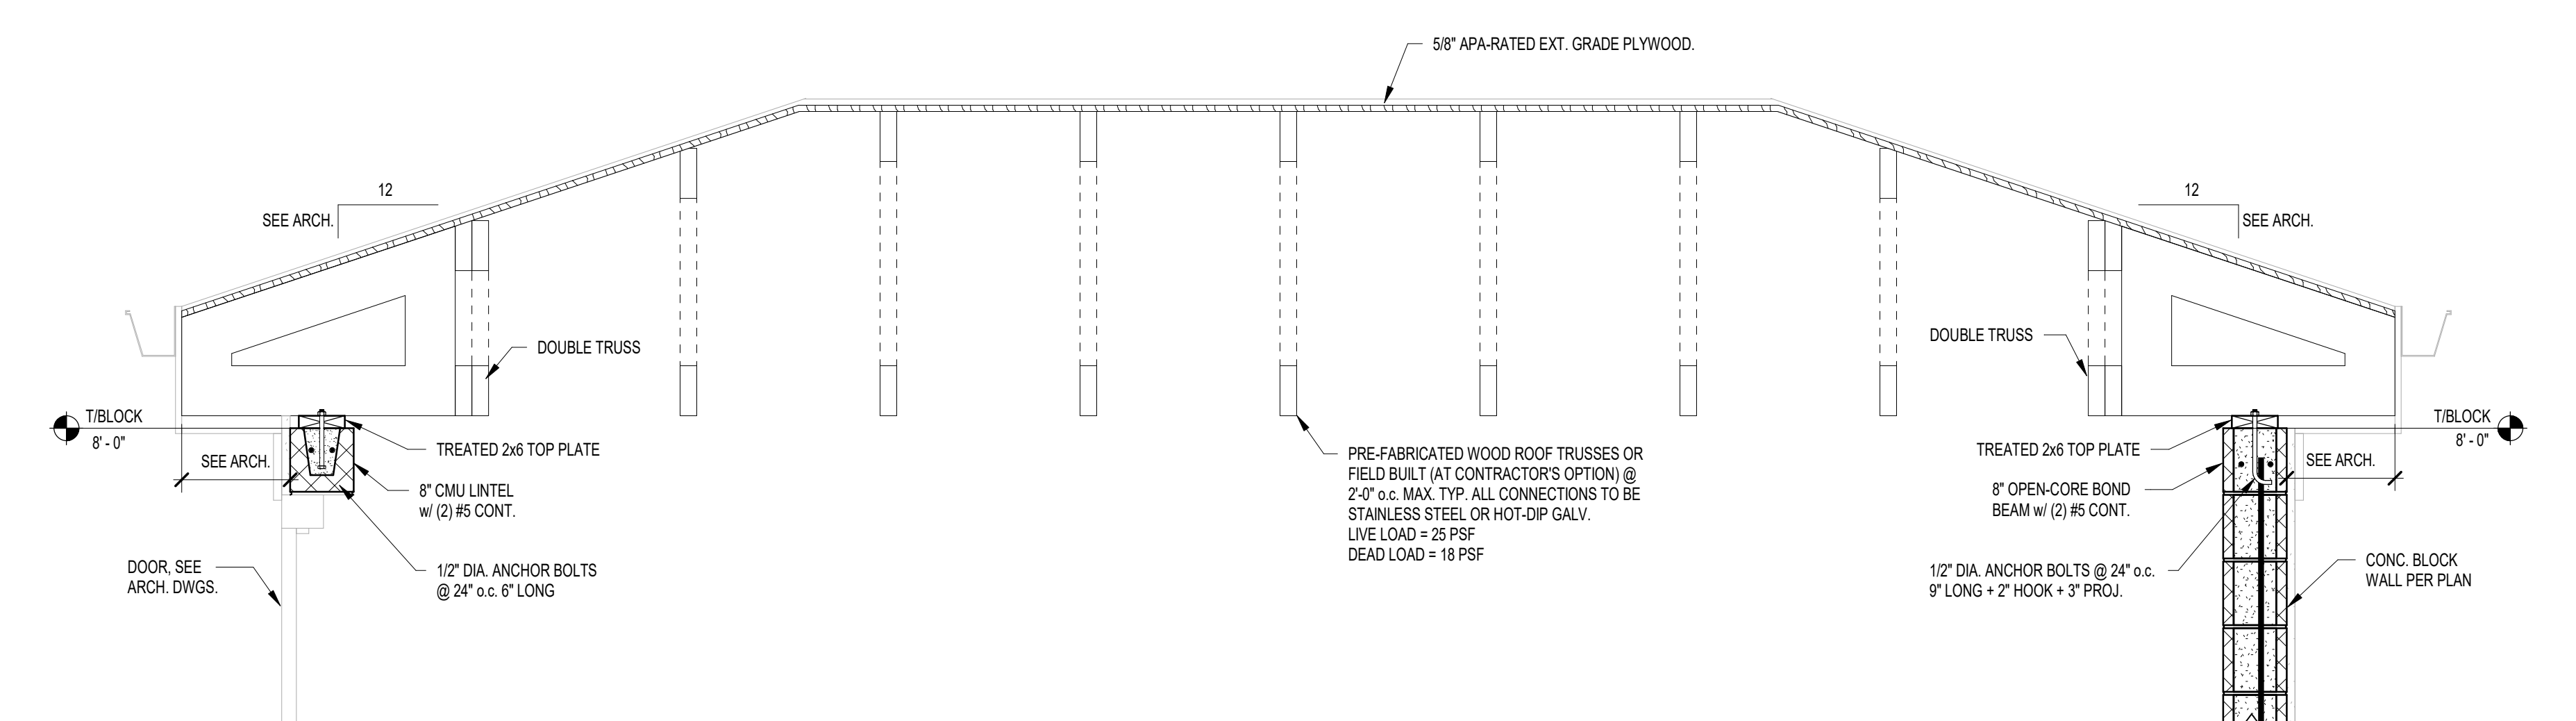 5/8" APA-RATED EXT. GRADE PLYWOOD.
12
SEE ARCH.
12
SEE ARCH.
DOUBLE TRUSS
DOUBLE TRUSS
T/BLOCK
8' - 0"
T/BLOCK
8' - 0"
SEE ARCH.
TREATED 2x6 TOP PLATE
8" CMU LINTEL
w/ (2) #5 CONT.
1/2" DIA. ANCHOR BOLTS
@ 24" o.c. 6" LONG
DOOR, SEE
ARCH. DWGS.
PRE-FABRICATED WOOD ROOF TRUSSES OR
FIELD BUILT (AT CONTRACTOR'S OPTION) @
2'-0" o.c. MAX. TYP. ALL CONNECTIONS TO BE
STAINLESS STEEL OR HOT-DIP GALV.
LIVE LOAD = 25 PSF
DEAD LOAD = 18 PSF
TREATED 2x6 TOP PLATE
SEE ARCH.
8" OPEN-CORE BOND
BEAM w/ (2) #5 CONT.
1/2" DIA. ANCHOR BOLTS @ 24" o.c.
9" LONG + 2" HOOK + 3" PROJ.
CONC. BLOCK
WALL PER PLAN